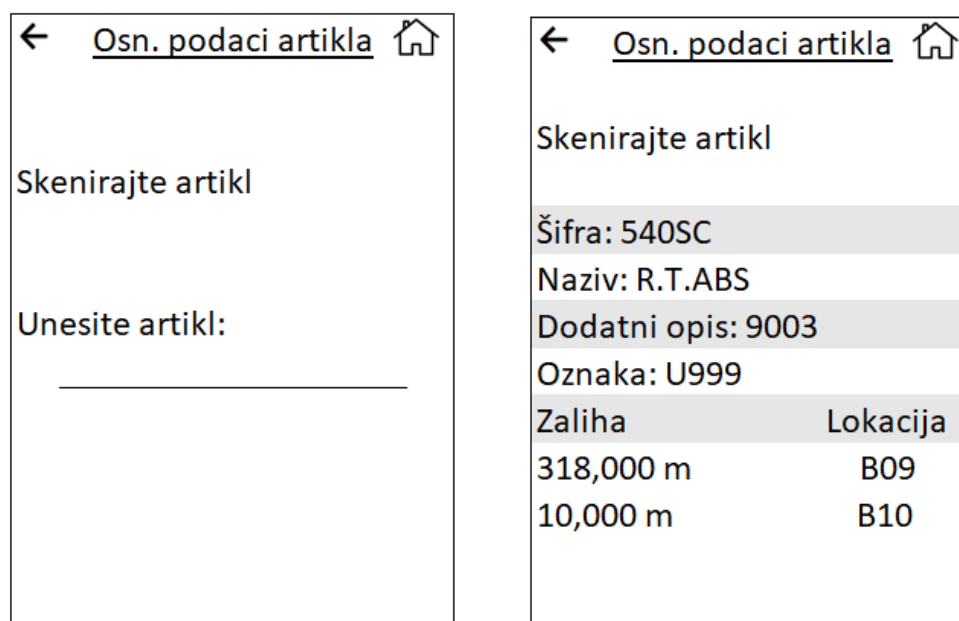 Osn. podaci artikla
Skenirajte artikl
Unesite artikl:
Osn. podaci artikla
Skenirajte artikl
Šifra: 540SC
Naziv: R.T.ABS
Dodatni opis: 9003
Oznaka: U999
Zaliha Lokacija
318,000 m B09
10,000 m B10